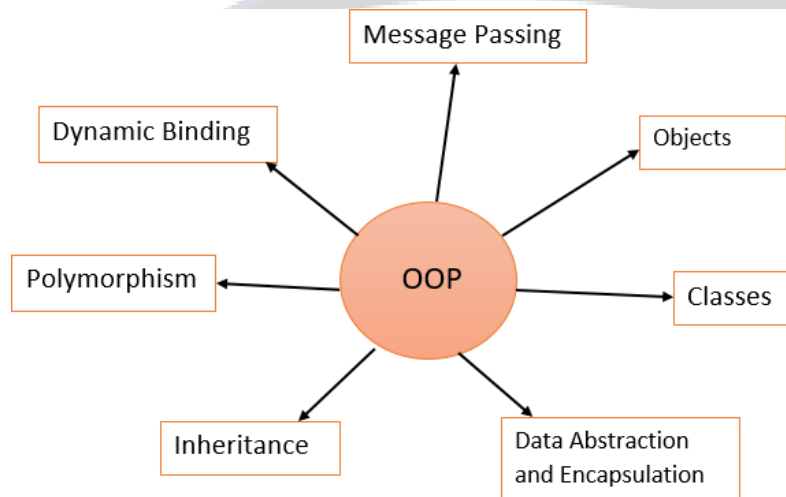 Message Passing
Dynamic Binding
Objects
Polymorphism
OOP
Classes
Inheritance
Data Abstraction
and Encapsulation